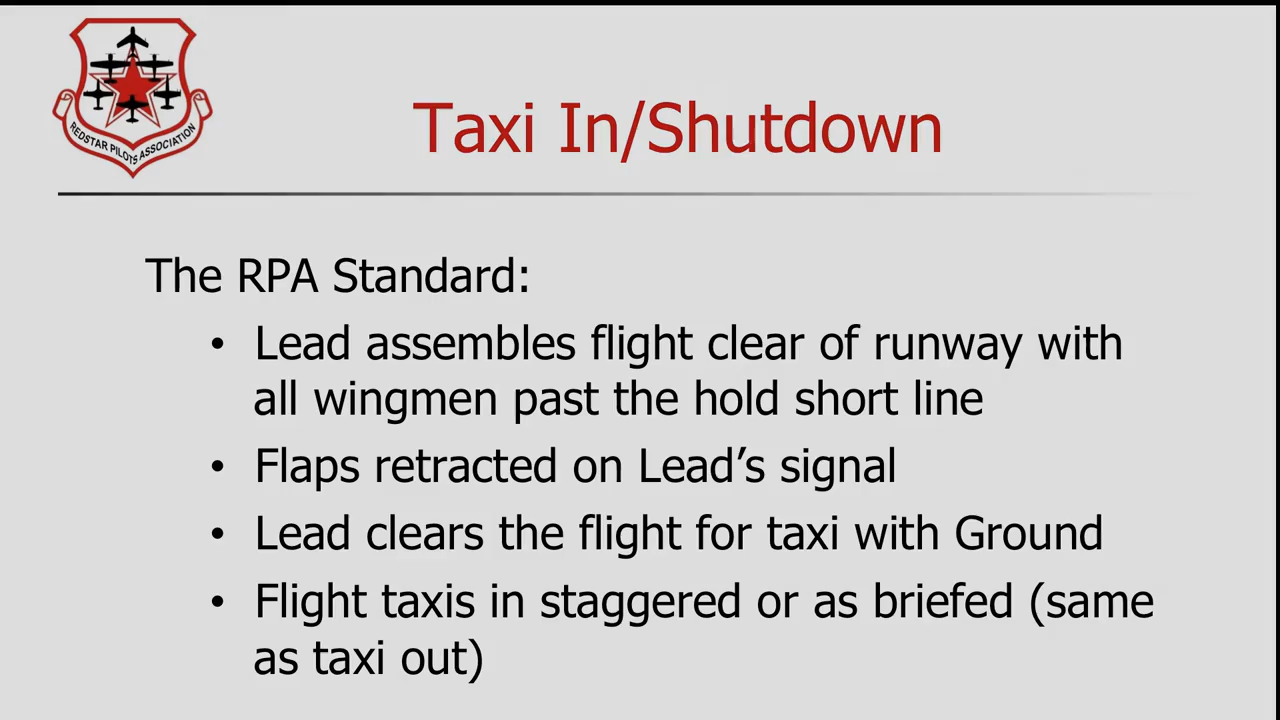 REDSTAR PILOTS ASSOCIATION
Taxi In/Shutdown
The RPA Standard:
• Lead assembles flight clear of runway with
all wingmen past the hold short line
• Flaps retracted on Lead’s signal
• Lead clears the flight for taxi with Ground
• Flight taxis in staggered or as briefed (same
as taxi out)